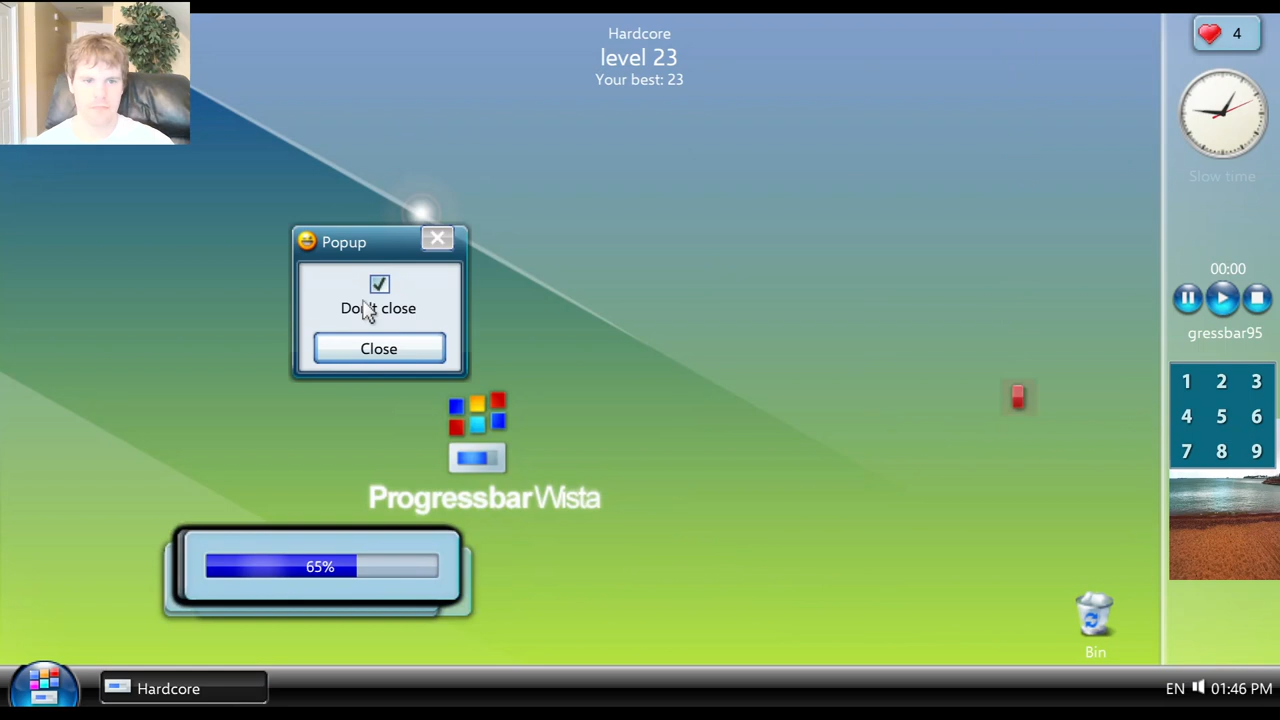 Hardcore
level 23
Your best: 23
4
Slow time
Popup
Don't close
Close
00:00
gressbar95
1 2 3
4 5 6
7 8 9
ProgressbarWista
65%
Bin
Hardcore
EN 01:46 PM